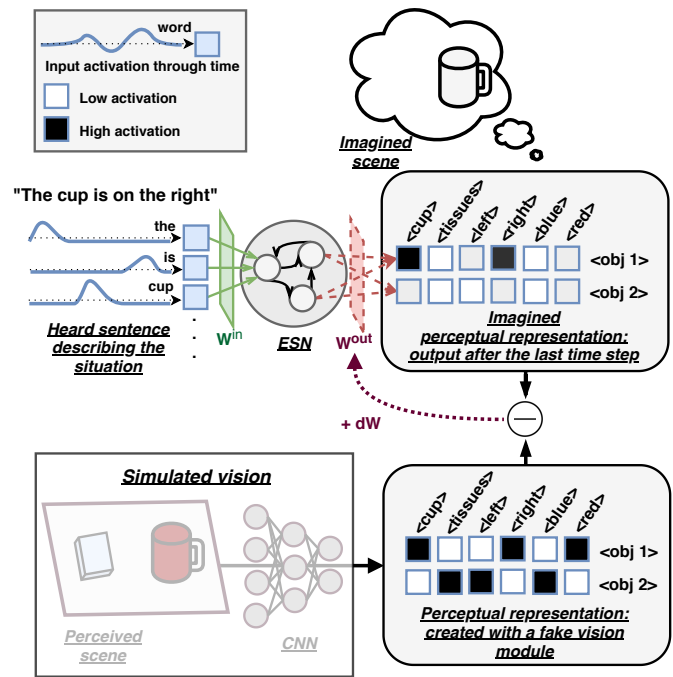 word
Input activation through time
Low activation
High activation
Imagined
scene
"The cup is on the right"
the
is
cup
.
.
.
Heard sentence
describing the
situation
W^in
ESN
W^out
<cup>
<tissues>
<left>
<right>
<blue>
<red>
<obj 1>
<obj 2>
Imagined
perceptual representation:
output after the last time step
+ dW
Simulated vision
Perceived
scene
CNN
<cup>
<tissues>
<left>
<right>
<blue>
<red>
<obj 1>
<obj 2>
Perceptual representation:
created with a fake vision
module